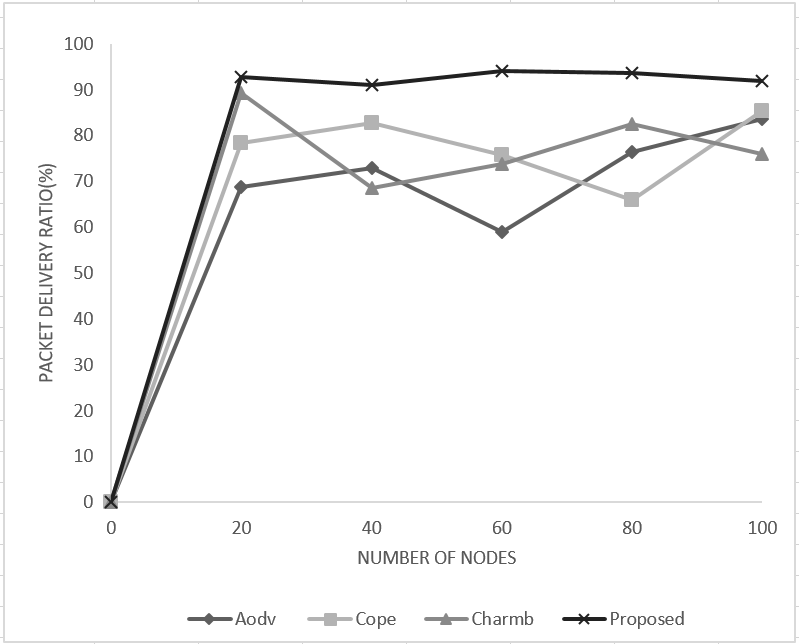 100
90
80
70
60
50
40
30
20
10
0
PACKET DELIVERY RATIO(%)
0 20 40 60 80 100
NUMBER OF NODES
Aodv Cope Charmb Proposed